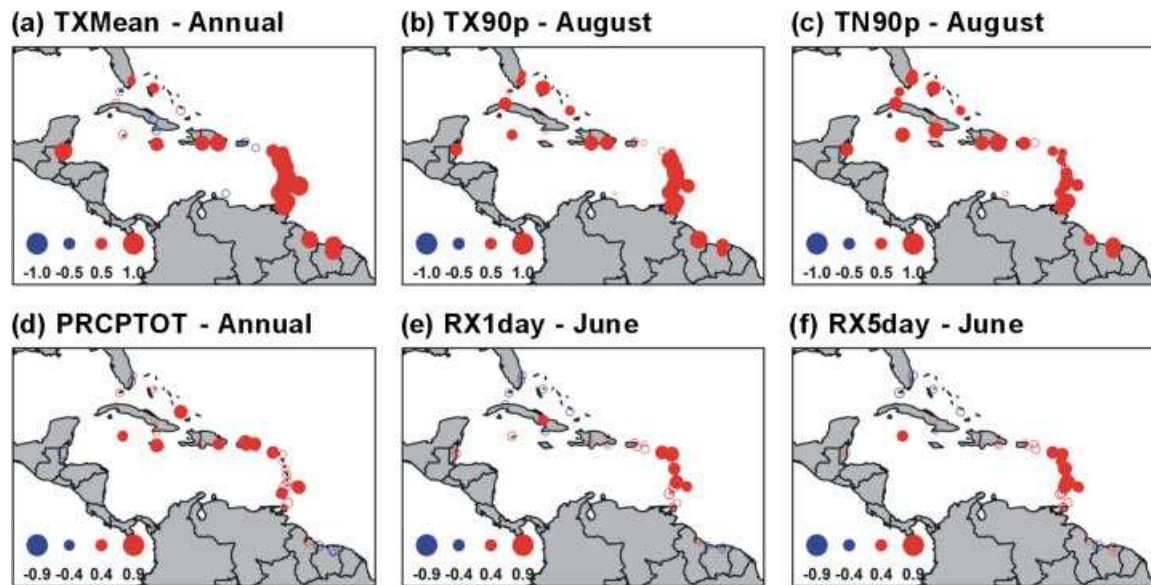 (a) TXMean - Annual
(b) TX90p - August
(c) TN90p - August
-1.0 -0.5 0.5 1.0
-1.0 -0.5 0.5 1.0
-1.0 -0.5 0.5 1.0
(d) PRCPTOT - Annual
(e) RX1day - June
(f) RX5day - June
-0.9 -0.4 0.4 0.9
-0.9 -0.4 0.4 0.9
-0.9 -0.4 0.4 0.9